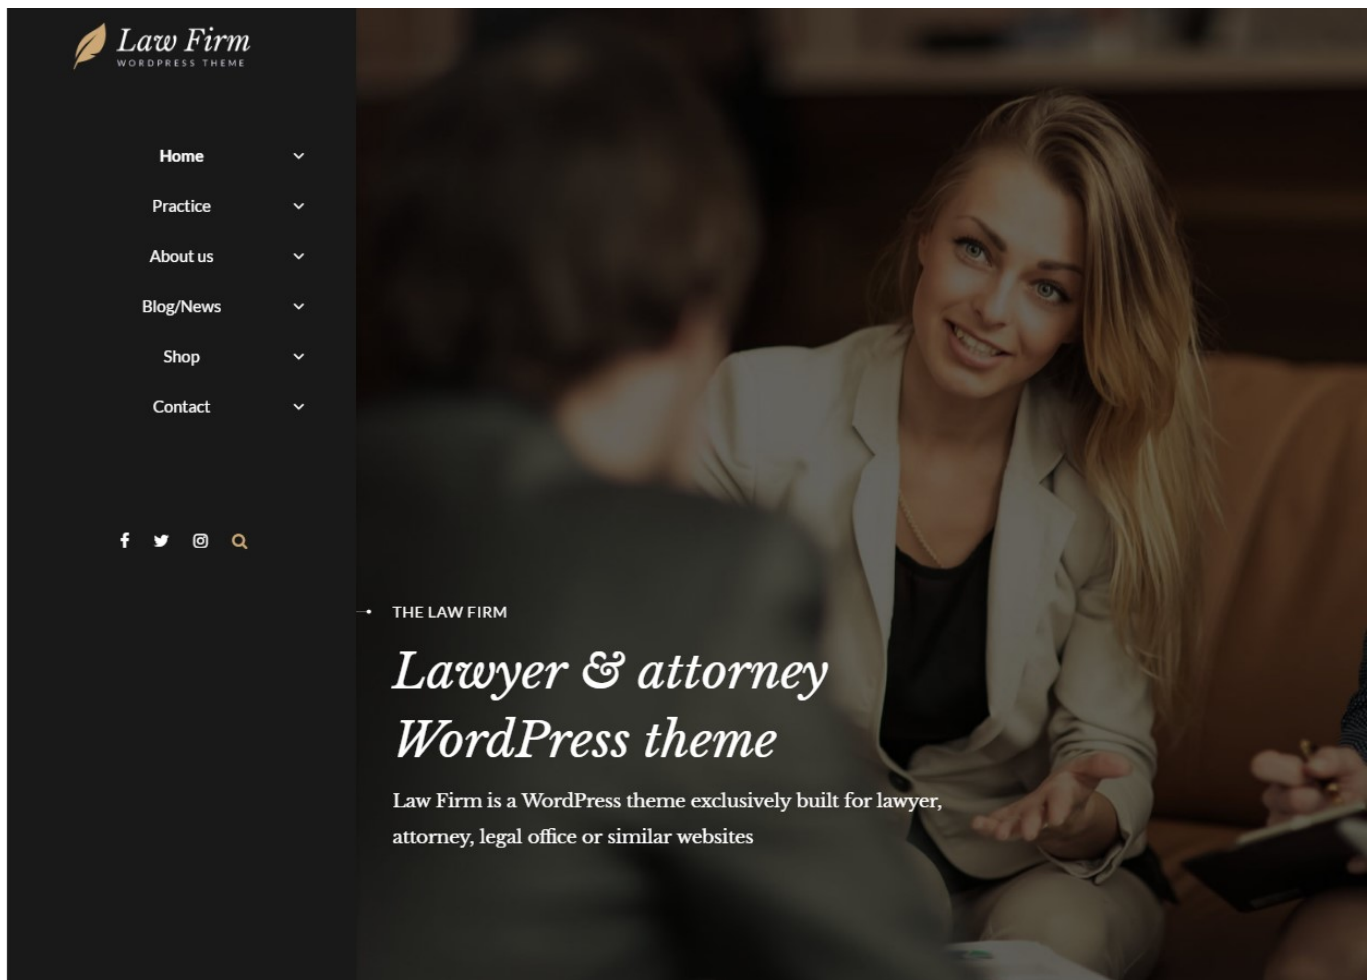 Law Firm
WORDPRESS THEME
Home
Practice
About us
Blog/News
Shop
Contact
THE LAW FIRM
Lawyer & attorney
WordPress theme
Law Firm is a WordPress theme exclusively built for lawyer,
attorney, legal office or similar websites